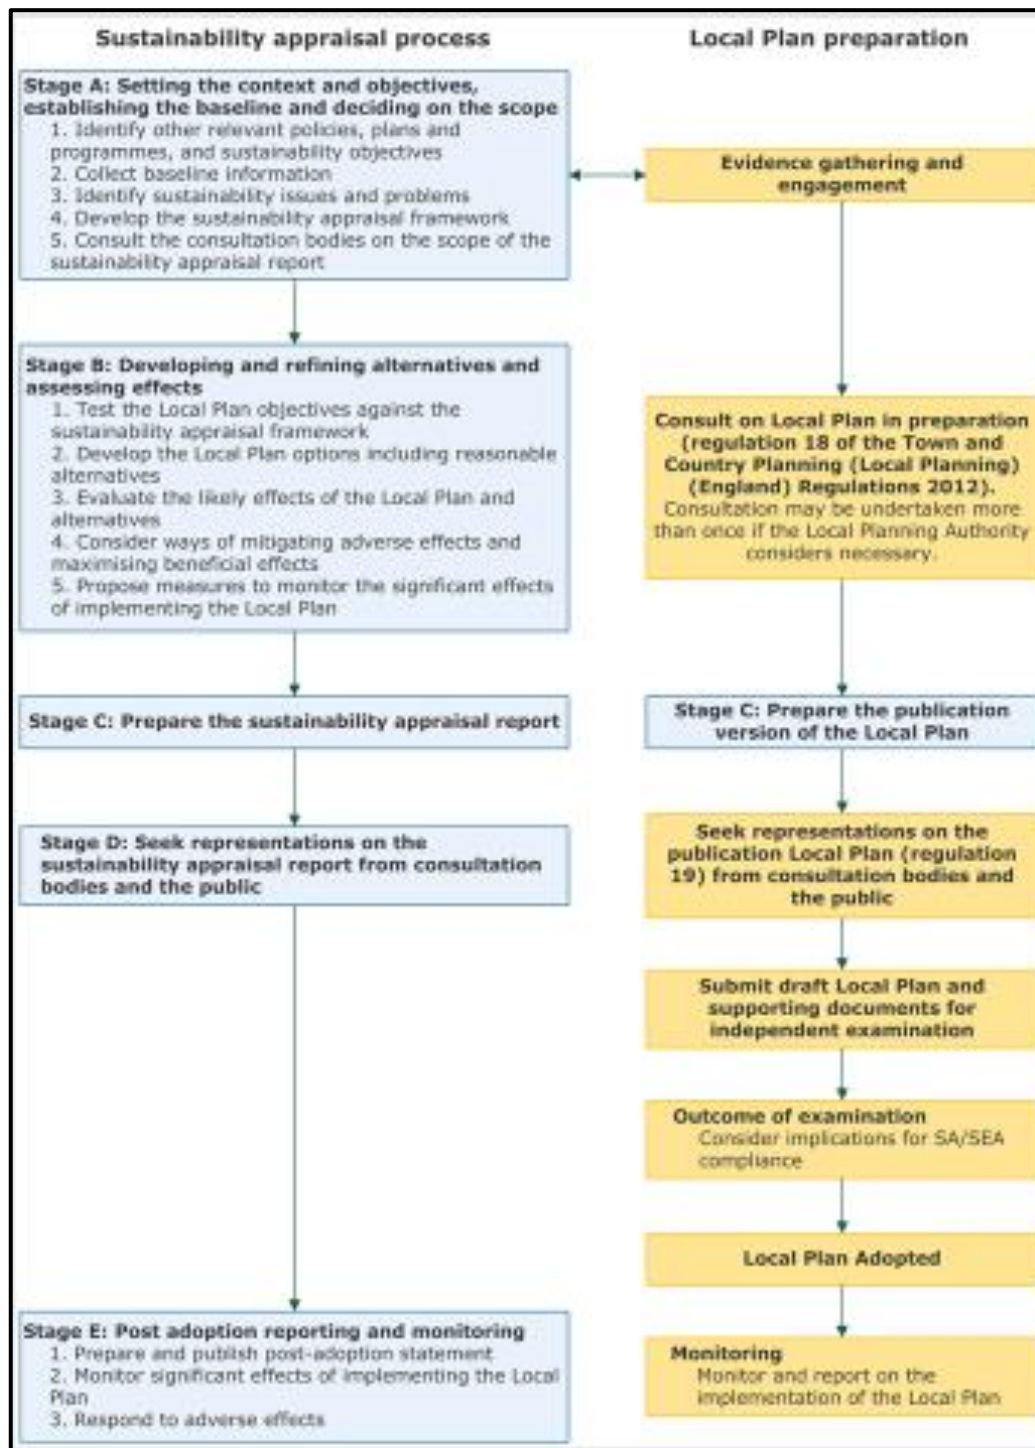 Sustainability appraisal process
Stage A: Setting the context and objectives,
establishing the baseline and deciding on the scope
1. Identify other relevant policies, plans and
programmes, and sustainability objectives
2. Collect baseline information
3. Identify sustainability issues and problems
4. Develop the sustainability appraisal framework
5. Consult the consultation bodies on the scope of the
sustainability appraisal report
Stage B: Developing and refining alternatives and
assessing effects
1. Test the Local Plan objectives against the
sustainability appraisal framework
2. Develop the Local Plan options including reasonable
alternatives
3. Evaluate the likely effects of the Local Plan and
alternatives
4. Consider ways of mitigating adverse effects and
maximising beneficial effects
5. Propose measures to monitor the significant effects
of implementing the Local Plan
Stage C: Prepare the sustainability appraisal report
Stage D: Seek representations on the
sustainability appraisal report from consultation
bodies and the public
Stage E: Post adoption reporting and monitoring
1. Prepare and publish post-adoption statement
2. Monitor significant effects of implementing the Local
Plan
3. Respond to adverse effects
Local Plan preparation
Evidence gathering and
engagement
Consult on Local Plan in preparation
(regulation 18 of the Town and
Country Planning (Local Planning)
(England) Regulations 2012).
Consultation may be undertaken more
than once if the Local Planning Authority
considers necessary.
Stage C: Prepare the publication
version of the Local Plan
Seek representations on the
publication Local Plan (regulation
19) from consultation bodies and
the public
Submit draft Local Plan and
supporting documents for
independent examination
Outcome of examination
Consider implications for SA/SEA
compliance
Local Plan Adopted
Monitoring
Monitor and report on the
implementation of the Local Plan